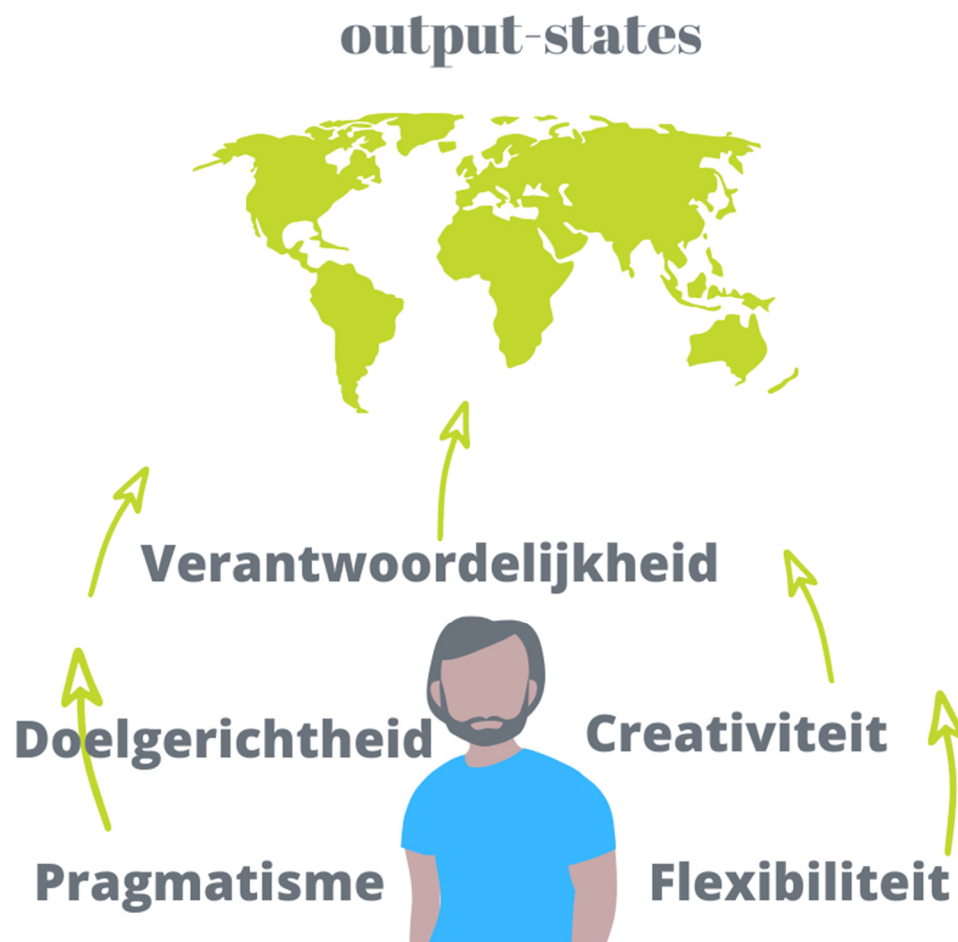 output-states
Verantwoordelijkheid
Doelgerichtheid
Creativiteit
Pragmatisme
Flexibiliteit